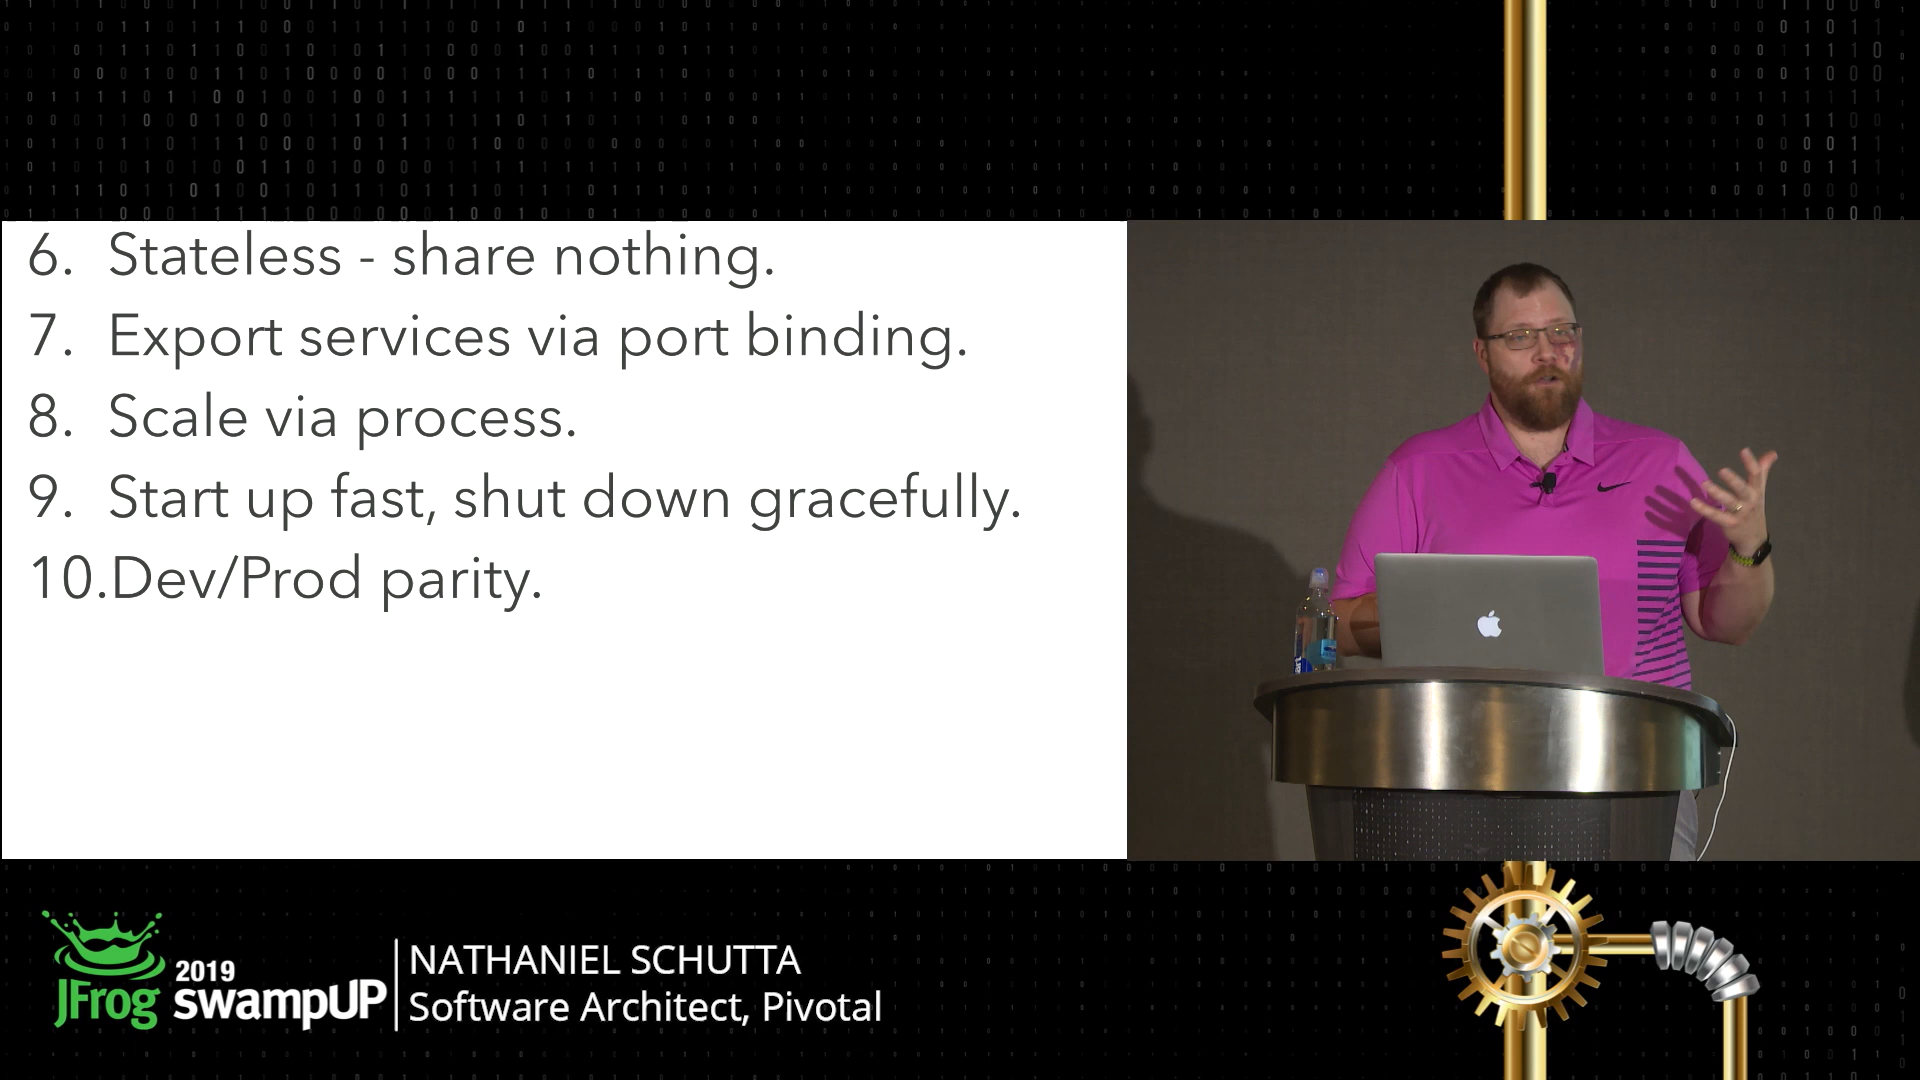 6. Stateless - share nothing.
7. Export services via port binding.
8. Scale via process.
9. Start up fast, shut down gracefully.
10.Dev/Prod parity.
JFrog
2019
swampUP
NATHANIEL SCHUTTA
Software Architect, Pivotal